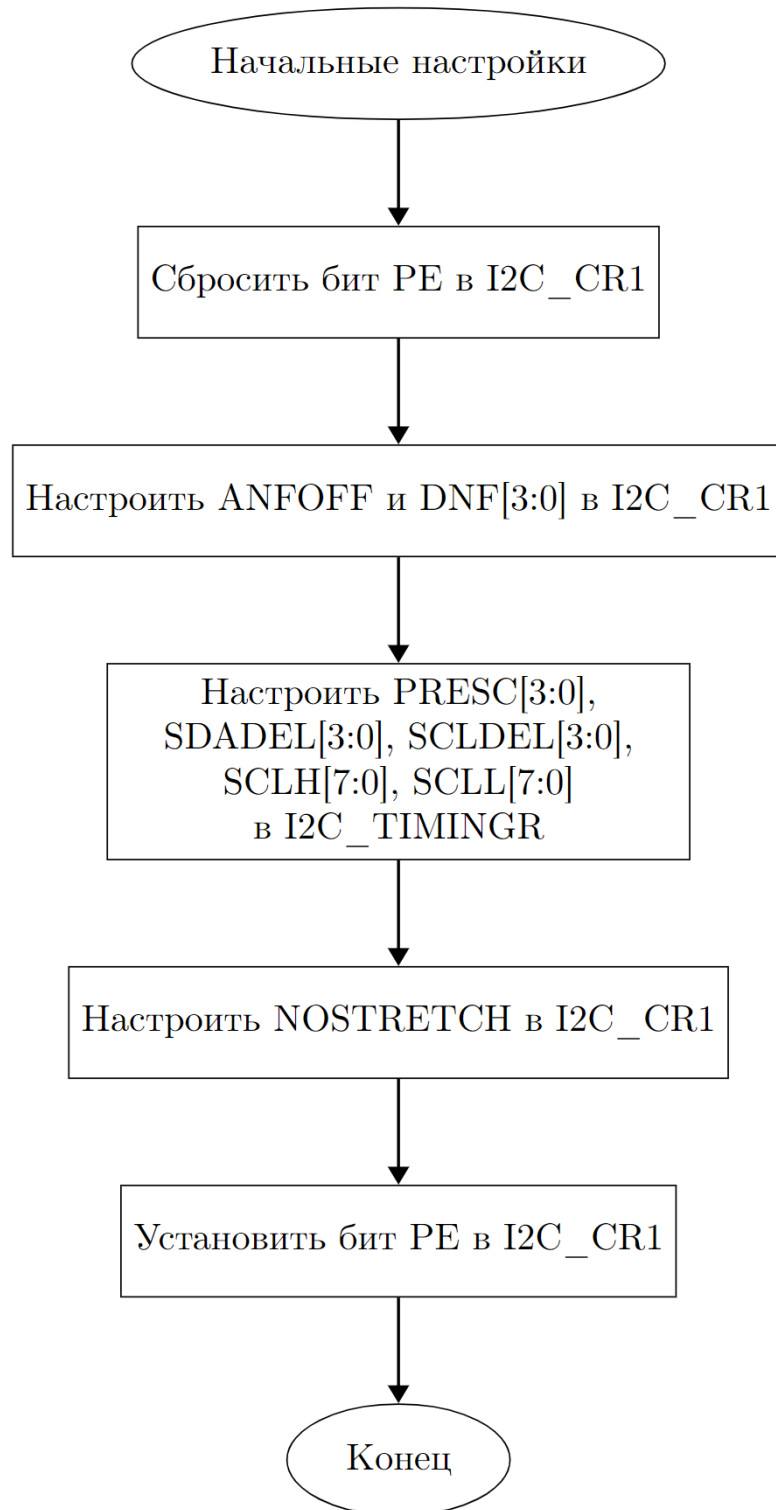 Начальные настройки
Сбросить бит PE в I2C_CR1
Настроить ANFOFF и DNF[3:0] в I2C_CR1
Настроить PRESC[3:0],
SDADEL[3:0], SCLDEL[3:0],
SCLH[7:0], SCLL[7:0]
в I2C_TIMINGR
Настроить NOSTRETCH в I2C_CR1
Установить бит PE в I2C_CR1
Конец